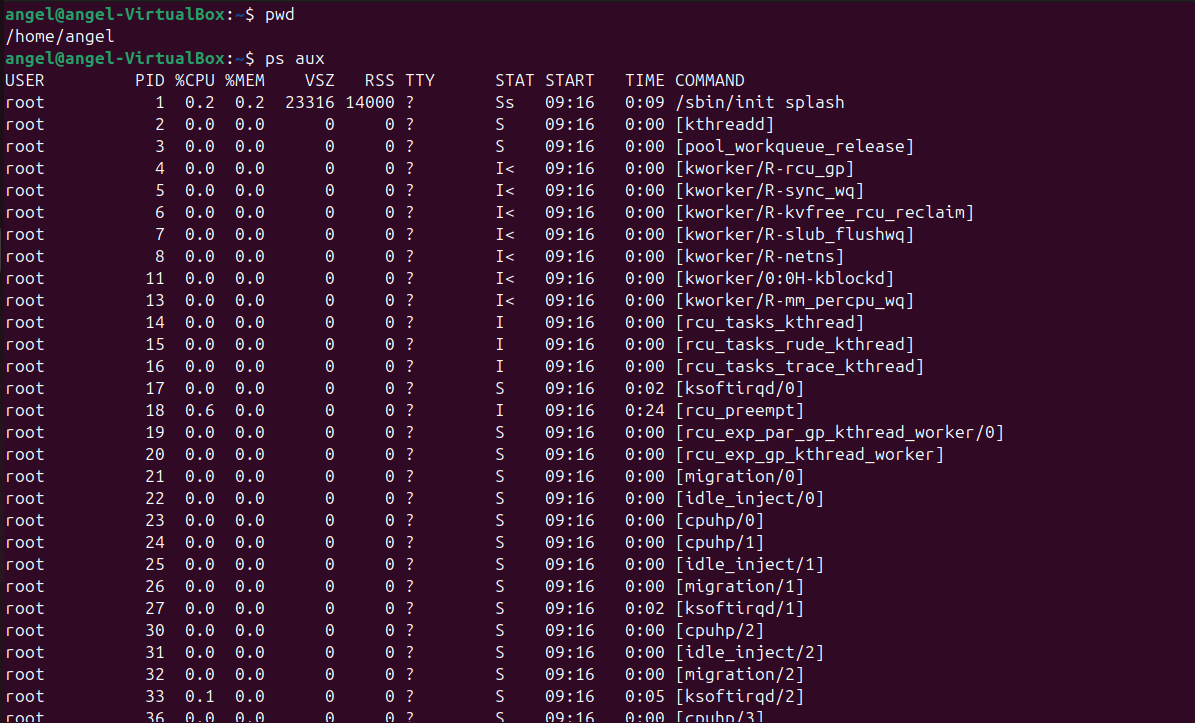 angel@angel-VirtualBox:~$ pwd
/home/angel
angel@angel-VirtualBox:~$ ps aux
USER         PID %CPU %MEM    VSZ   RSS TTY      STAT START   TIME COMMAND
root           1  0.2  0.2  23316 14000 ?        Ss   09:16   0:09 /sbin/init splash
root           2  0.0  0.0      0     0 ?        S    09:16   0:00 [kthreadd]
root           3  0.0  0.0      0     0 ?        S    09:16   0:00 [pool_workqueue_release]
root           4  0.0  0.0      0     0 ?        I<   09:16   0:00 [kworker/R-rcu_gp]
root           5  0.0  0.0      0     0 ?        I<   09:16   0:00 [kworker/R-sync_wq]
root           6  0.0  0.0      0     0 ?        I<   09:16   0:00 [kworker/R-kvfree_rcu_reclaim]
root           7  0.0  0.0      0     0 ?        I<   09:16   0:00 [kworker/R-slub_flushwq]
root           8  0.0  0.0      0     0 ?        I<   09:16   0:00 [kworker/R-netns]
root          11  0.0  0.0      0     0 ?        I<   09:16   0:00 [kworker/0:0H-kblockd]
root          13  0.0  0.0      0     0 ?        I<   09:16   0:00 [kworker/R-mm_percpu_wq]
root          14  0.0  0.0      0     0 ?        I    09:16   0:00 [rcu_tasks_kthread]
root          15  0.0  0.0      0     0 ?        I    09:16   0:00 [rcu_tasks_rude_kthread]
root          16  0.0  0.0      0     0 ?        I    09:16   0:00 [rcu_tasks_trace_kthread]
root          17  0.0  0.0      0     0 ?        S    09:16   0:02 [ksoftirqd/0]
root          18  0.6  0.0      0     0 ?        I    09:16   0:24 [rcu_preempt]
root          19  0.0  0.0      0     0 ?        S    09:16   0:00 [rcu_exp_par_gp_kthread_worker/0]
root          20  0.0  0.0      0     0 ?        S    09:16   0:00 [rcu_exp_gp_kthread_worker]
root          21  0.0  0.0      0     0 ?        S    09:16   0:00 [migration/0]
root          22  0.0  0.0      0     0 ?        S    09:16   0:00 [idle_inject/0]
root          23  0.0  0.0      0     0 ?        S    09:16   0:00 [cpuhp/0]
root          24  0.0  0.0      0     0 ?        S    09:16   0:00 [cpuhp/1]
root          25  0.0  0.0      0     0 ?        S    09:16   0:00 [idle_inject/1]
root          26  0.0  0.0      0     0 ?        S    09:16   0:00 [migration/1]
root          27  0.0  0.0      0     0 ?        S    09:16   0:02 [ksoftirqd/1]
root          30  0.0  0.0      0     0 ?        S    09:16   0:00 [cpuhp/2]
root          31  0.0  0.0      0     0 ?        S    09:16   0:00 [idle_inject/2]
root          32  0.0  0.0      0     0 ?        S    09:16   0:00 [migration/2]
root          33  0.1  0.0      0     0 ?        S    09:16   0:05 [ksoftirqd/2]
root          36  0.0  0.0      0     0 ?        S    09:16   0:00 [cpuhp/3]